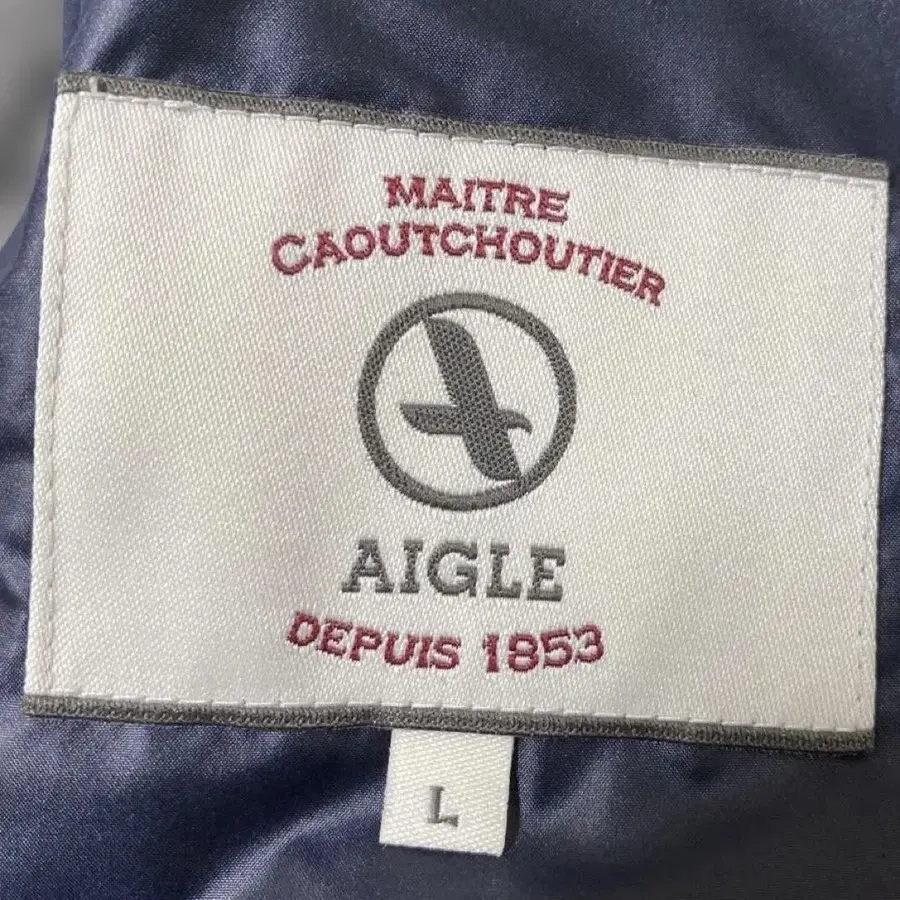 MAITRE
CAOUTCHOUTIER
AIGLE
DEPUIS 1853
L